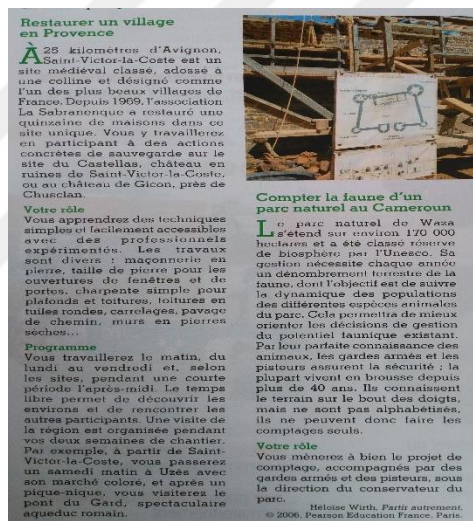 Restaurer un village
en Provence
À 25 kilomètres d'Avignon,
Saint-Victor-la-Coste est un
site médiéval classé, adossé à
une colline et désigné comme
l'un des plus beaux villages de
France. Depuis 1969, l'association
La Sabranenque a restauré une
quinzaine de maisons dans ce
site unique. Vous y travaillerez
en participant à des actions
concrètes de sauvegarde sur le
site du Castellas, château en
ruines de Saint-Victor-la-Coste,
ou au château de Gicon, près de
Chusclan.
Votre rôle
Vous apprendrez des techniques
simples et facilement accessibles
avec des professionnels
expérimentés. Les travaux
sont divers : maçonnerie en
pierre, taille de pierre pour les
ouvertures de fenêtres et de
portes, charpente simple pour
plafonds et toitures, toitures en
tuiles rondes, carrelages, pavage
de chemin, murs en pierres
sèches...
Programme
Vous travaillerez le matin, du
lundi au vendredi et, selon
les sites, pendant une courte
période l'après-midi. Le temps
libre permet de découvrir les
environs et de rencontrer les
autres participants. Une visite de
la région est organisée pendant
vos deux semaines de chantier.
Par exemple, à partir de Saint-
Victor-la-Coste, vous passerez
un samedi matin à Uzès avec
son marché coloré, et après un
pique-nique, vous visiterez le
pont du Gard, spectaculaire
aqueduc romain.
Compter la faune d'un
parc naturel au Cameroun
Le parc naturel de Waza
s'étend sur environ 170 000
hectares et a été classé réserve
de biosphère par l'Unesco. Sa
gestion nécessite chaque année
un dénombrement terrestre de la
faune, dont l'objectif est de suivre
la dynamique des populations
des différentes espèces animales
du parc. Cela permettra de mieux
orienter les décisions de gestion
du potentiel faunique existant.
Par leur parfaite connaissance des
animaux, les gardes armés et les
pisteurs assurent la sécurité ; la
plupart vivent en brousse depuis
plus de 40 ans. Ils connaissent
le terrain sur le bout des doigts,
mais ne sont pas alphabétisés,
ils ne peuvent donc faire les
comptages seuls.
Votre rôle
Vous mènerez à bien le projet de
comptage, accompagnés par des
gardes armés et des pisteurs, sous
la direction du conservateur du
parc.
Héloïse Wirth, Partir autrement,
© 2006, Pearson Education France, Paris.